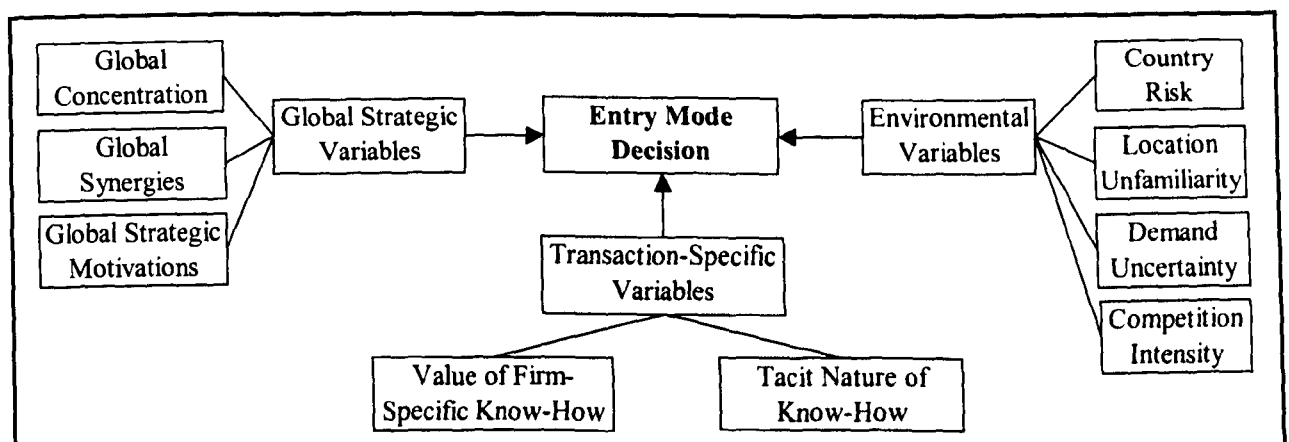 Global
Concentration
Global
Synergies
Global Strategic
Motivations
Global Strategic
Variables
Entry Mode
Decision
Environmental
Variables
Country
Risk
Location
Unfamiliarity
Demand
Uncertainty
Competition
Intensity
Transaction-Specific
Variables
Value of Firm-
Specific Know-How
Tacit Nature of
Know-How